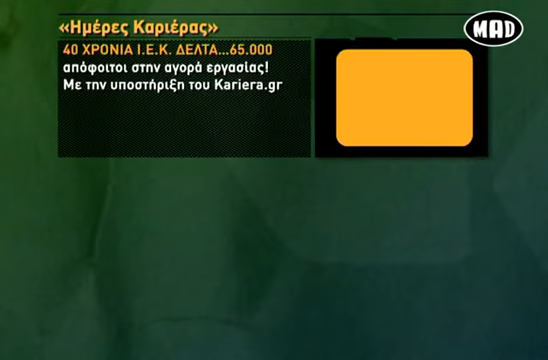 «Ημέρες Καριέρας»
MAD
40 ΧΡΟΝΙΑ Ι.Ε.Κ. ΔΕΛΤΑ...65.000
απόφοιτοι στην αγορά εργασίας!
Με την υποστήριξη του Kariera.gr